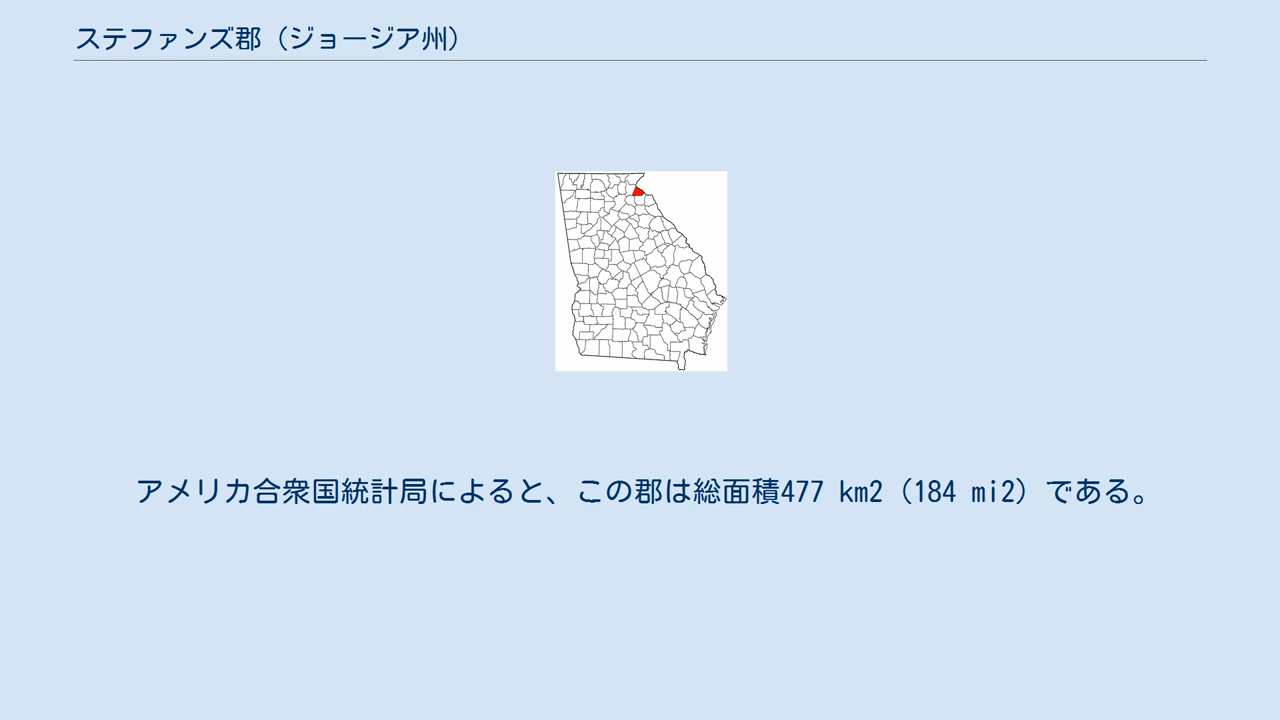 ステファンズ郡（ジョージア州）
アメリカ合衆国統計局によると、この郡は総面積477 km2（184 mi2）である。